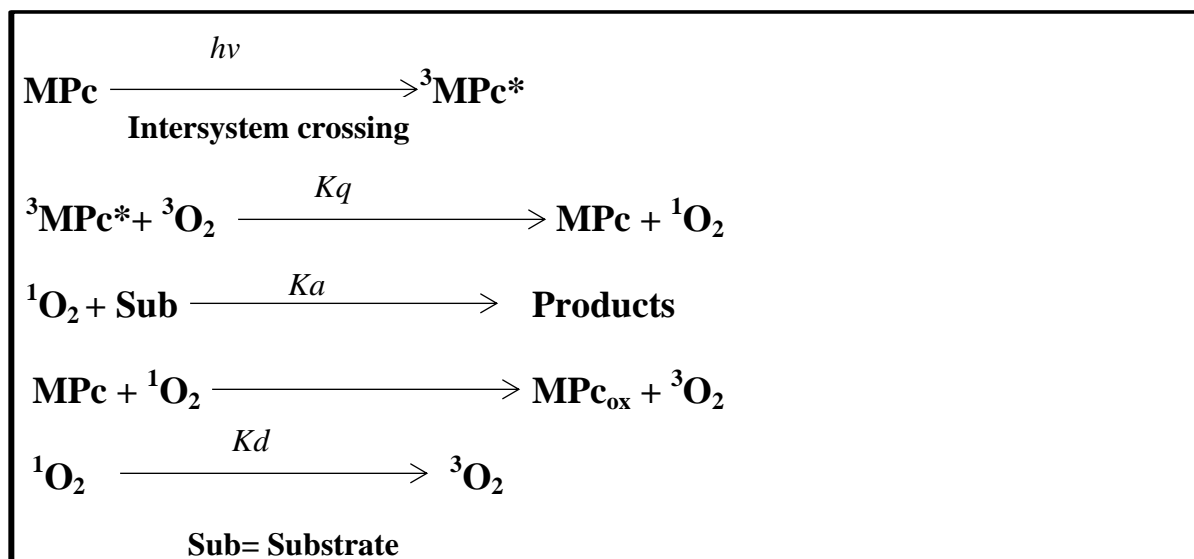 hv
MPc ³MPc*
Intersystem crossing
Kq
³MPc*+ ³O₂ MPc + ¹O₂
Ka
¹O₂ + Sub Products
MPc + ¹O₂ MPcₒₓ + ³O₂
Kd
¹O₂ ³O₂
Sub= Substrate